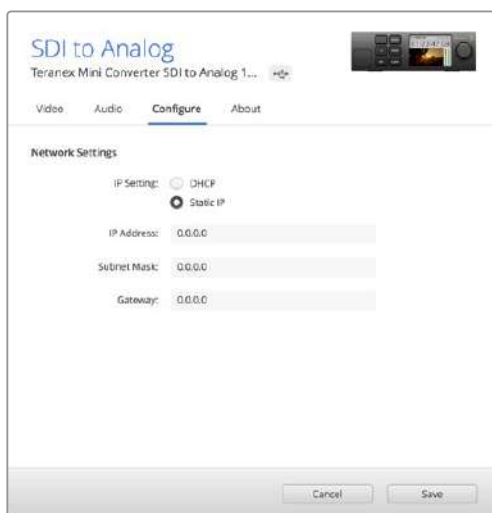 SDI to Analog
Teranex Mini Converter SDI to Analog 1...
Video Audio Configure About
Network Settings
IP Setting: DHCP
Static IP
IP Address: 0.0.0.0
Subnet Mask: 0.0.0.0
Gateway: 0.0.0.0
Cancel Save